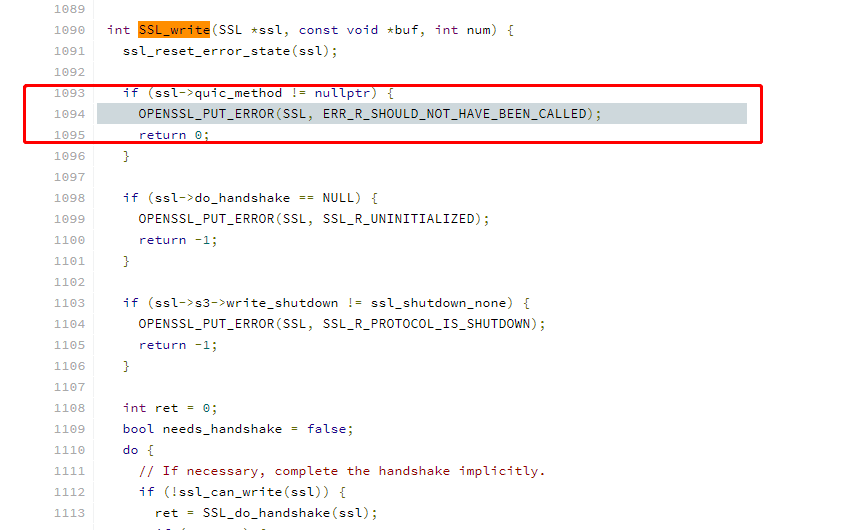 1089
1090 int SSL_write(SSL *ssl, const void *buf, int num) {
1091 ssl_reset_error_state(ssl);
1092
1093 if (ssl->quic_method != nullptr) {
1094 OPENSSL_PUT_ERROR(SSL, ERR_R_SHOULD_NOT_HAVE_BEEN_CALLED);
1095 return 0;
1096 }
1097
1098 if (ssl->do_handshake == NULL) {
1099 OPENSSL_PUT_ERROR(SSL, SSL_R_UNINITIALIZED);
1100 return -1;
1101 }
1102
1103 if (ssl->s3->write_shutdown != ssl_shutdown_none) {
1104 OPENSSL_PUT_ERROR(SSL, SSL_R_PROTOCOL_IS_SHUTDOWN);
1105 return -1;
1106 }
1107
1108 int ret = 0;
1109 bool needs_handshake = false;
1110 do {
1111 // If necessary, complete the handshake implicitly.
1112 if (!ssl_can_write(ssl)) {
1113 ret = SSL_do_handshake(ssl);